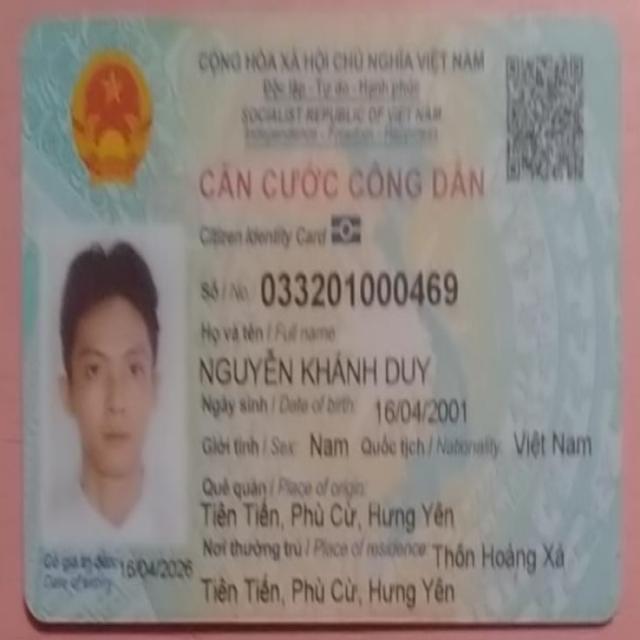 CỘNG HÒA XÃ HỘI CHỦ NGHĨA VIỆT NAM
Độc lập - Tự do - Hạnh phúc
SOCIALIST REPUBLIC OF VIET NAM
Independence - Freedom - Happiness
CĂN CƯỚC CÔNG DÂN
Citizen Identity Card
Số / No. 033201000469
Họ và tên / Full name
NGUYỄN KHÁNH DUY
Ngày sinh / Date of birth: 16/04/2001
Giới tính / Sex: Nam Quốc tịch / Nationality: Việt Nam
Quê quán / Place of origin:
Tiên Tiến, Phù Cừ, Hưng Yên
Nơi thường trú / Place of residence: Thôn Hoàng Xá
Tiên Tiến, Phù Cừ, Hưng Yên
Có giá trị đến: 16/04/2026
Date of expiry